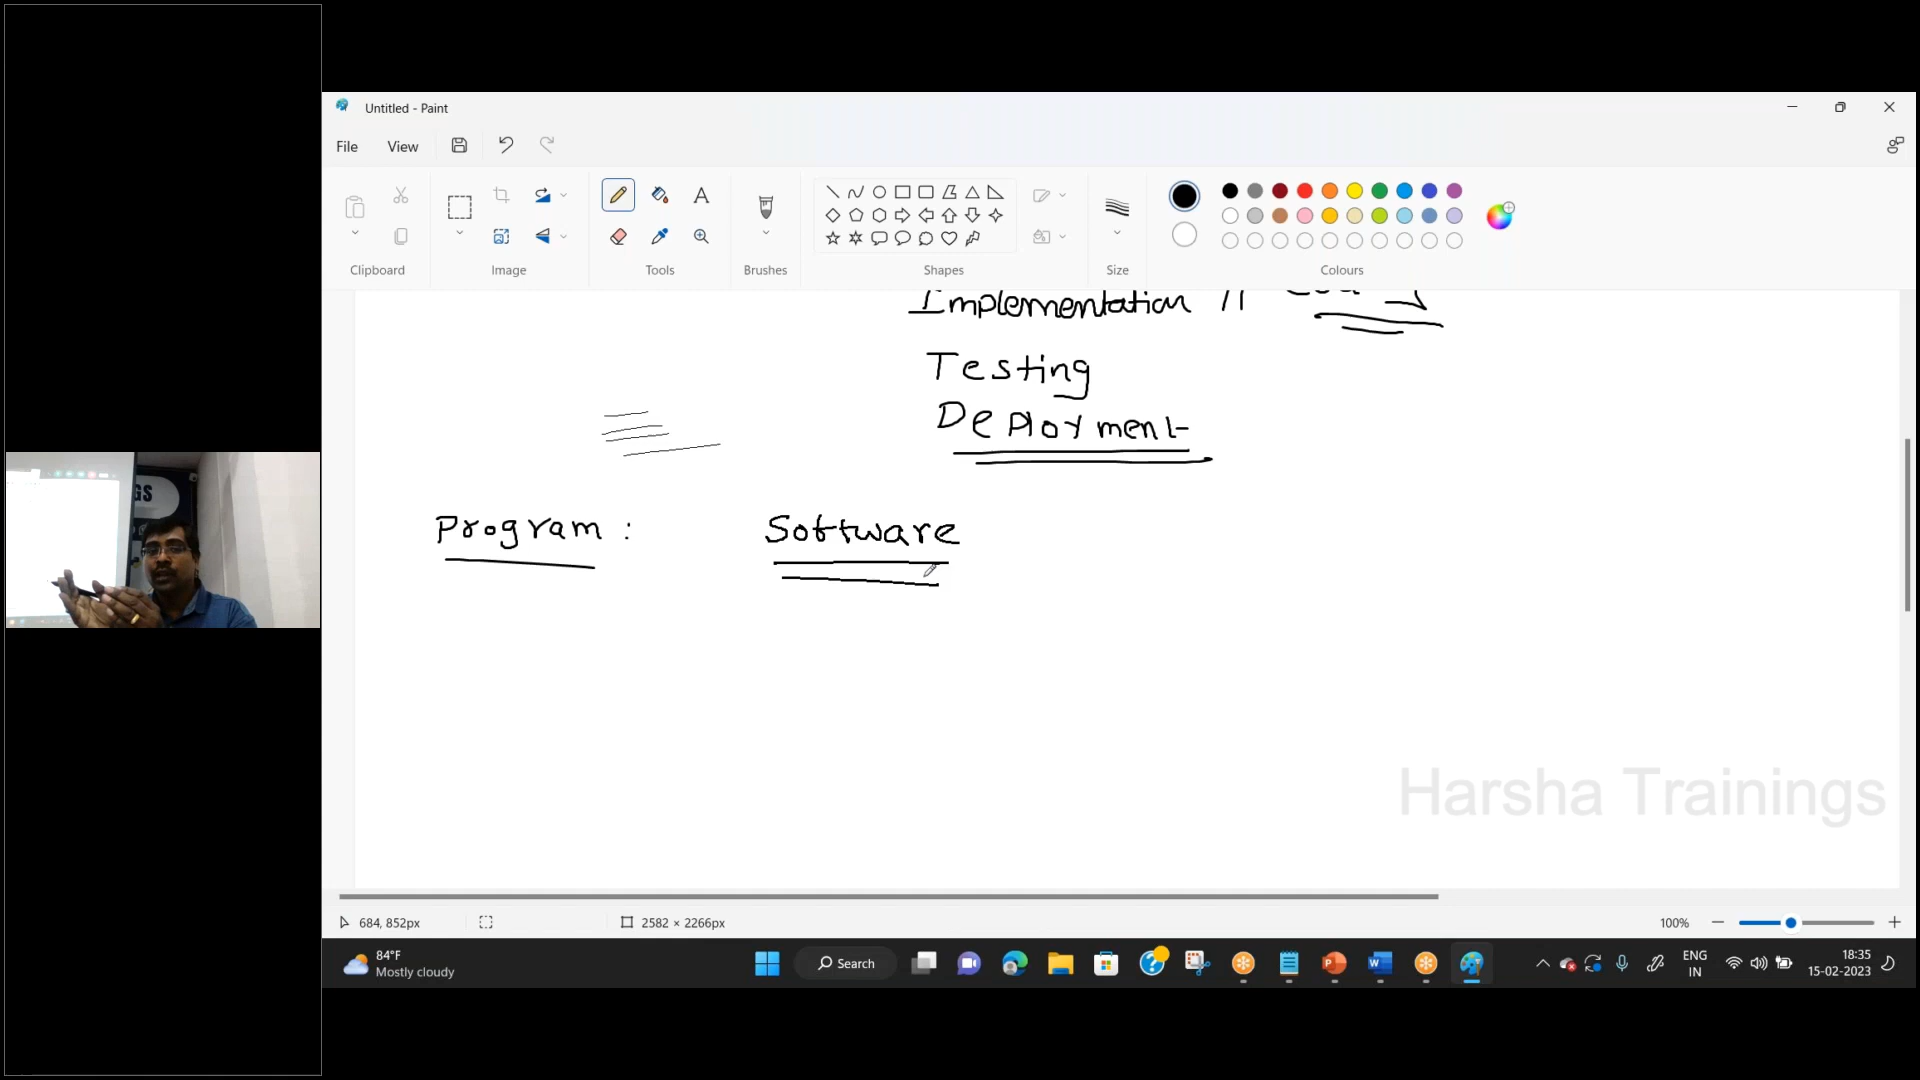 Untitled - Paint
File View
Clipboard Image Tools Brushes Shapes Size Colours
A
Implementation //
Testing
Deployment
Program : Software
GS
Harsha Trainings
684, 852px 2582 × 2266px 100%
84°F
Mostly cloudy
Search
ENG
IN
18:35
15-02-2023